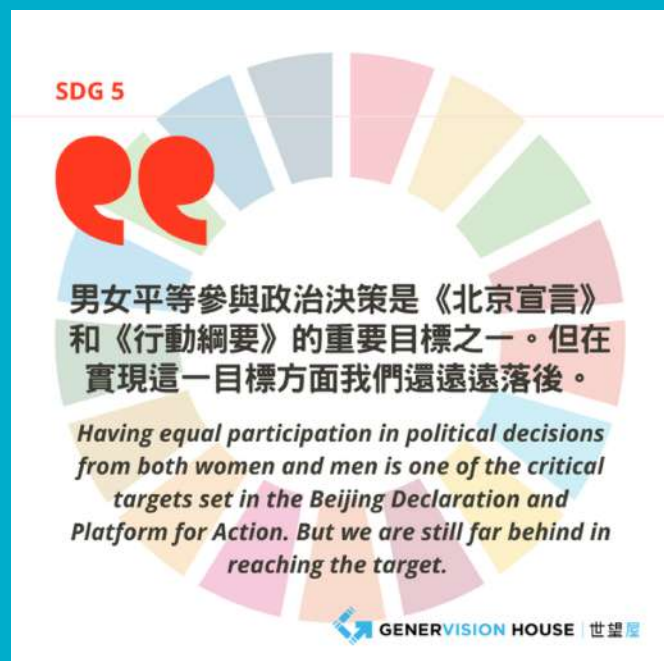 SDG 5
男女平等參與政治決策是《北京宣言》
和《行動綱要》的重要目標之一。但在
實現這一目標方面我們還遠遠落後。
Having equal participation in political decisions
from both women and men is one of the critical
targets set in the Beijing Declaration and
Platform for Action. But we are still far behind in
reaching the target.
GENERVISION HOUSE | 世望屋